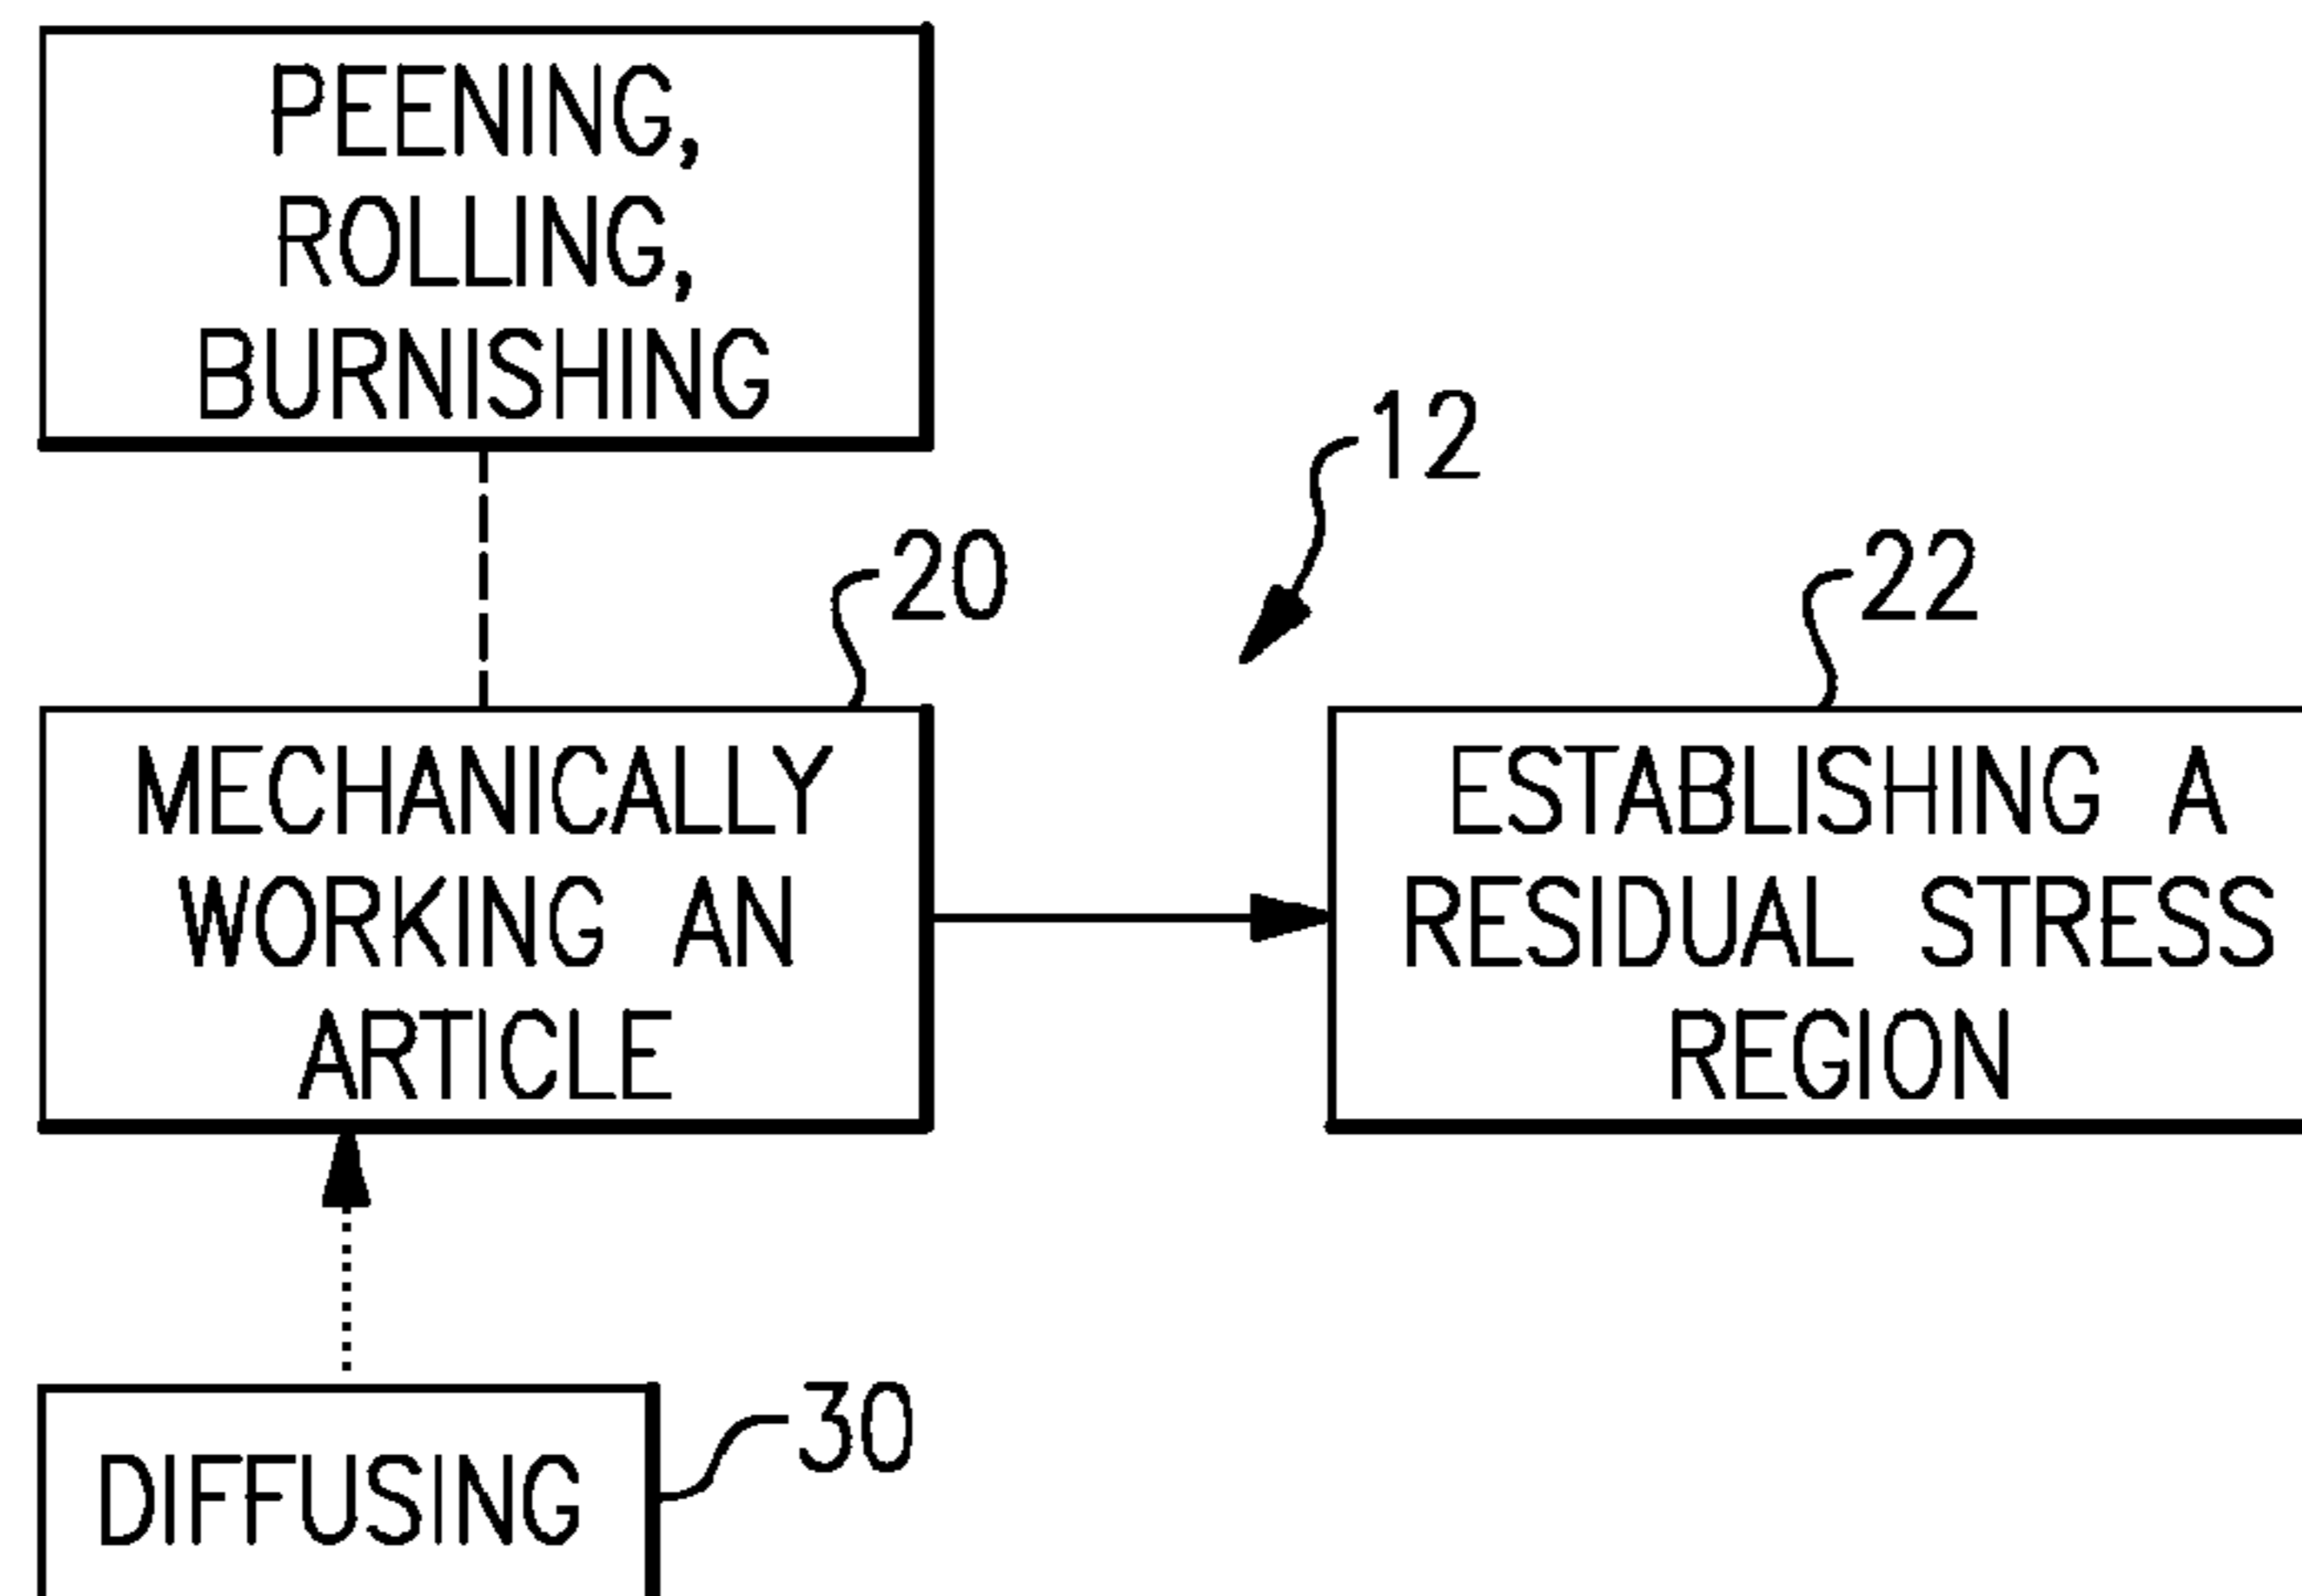 PEENING,
ROLLING,
BURNISHING
12
20
22
MECHANICALLY
WORKING AN
ARTICLE
ESTABLISHING A
RESIDUAL STRESS
REGION
30
DIFFUSING